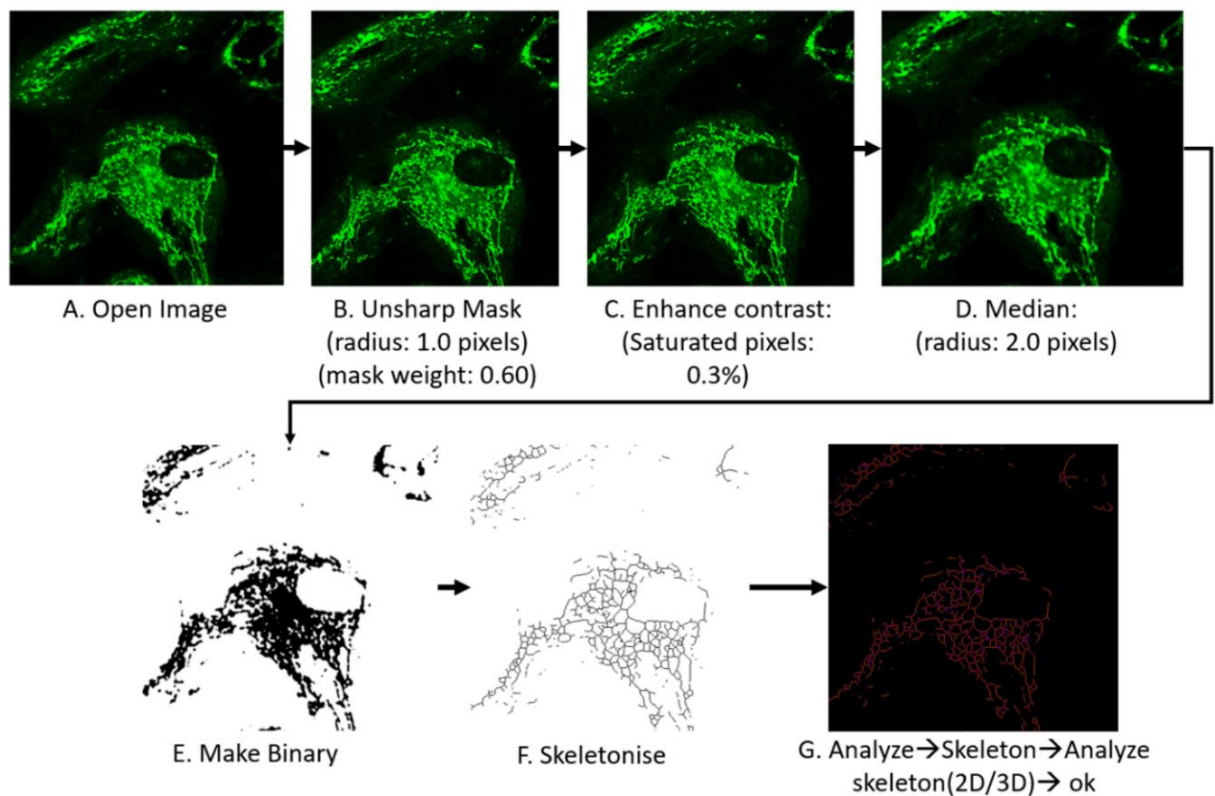 A. Open Image
B. Unsharp Mask
(radius: 1.0 pixels)
(mask weight: 0.60)
C. Enhance contrast:
(Saturated pixels:
0.3%)
D. Median:
(radius: 2.0 pixels)
E. Make Binary
F. Skeletonise
G. Analyze→Skeleton→Analyze
skeleton(2D/3D)→ ok